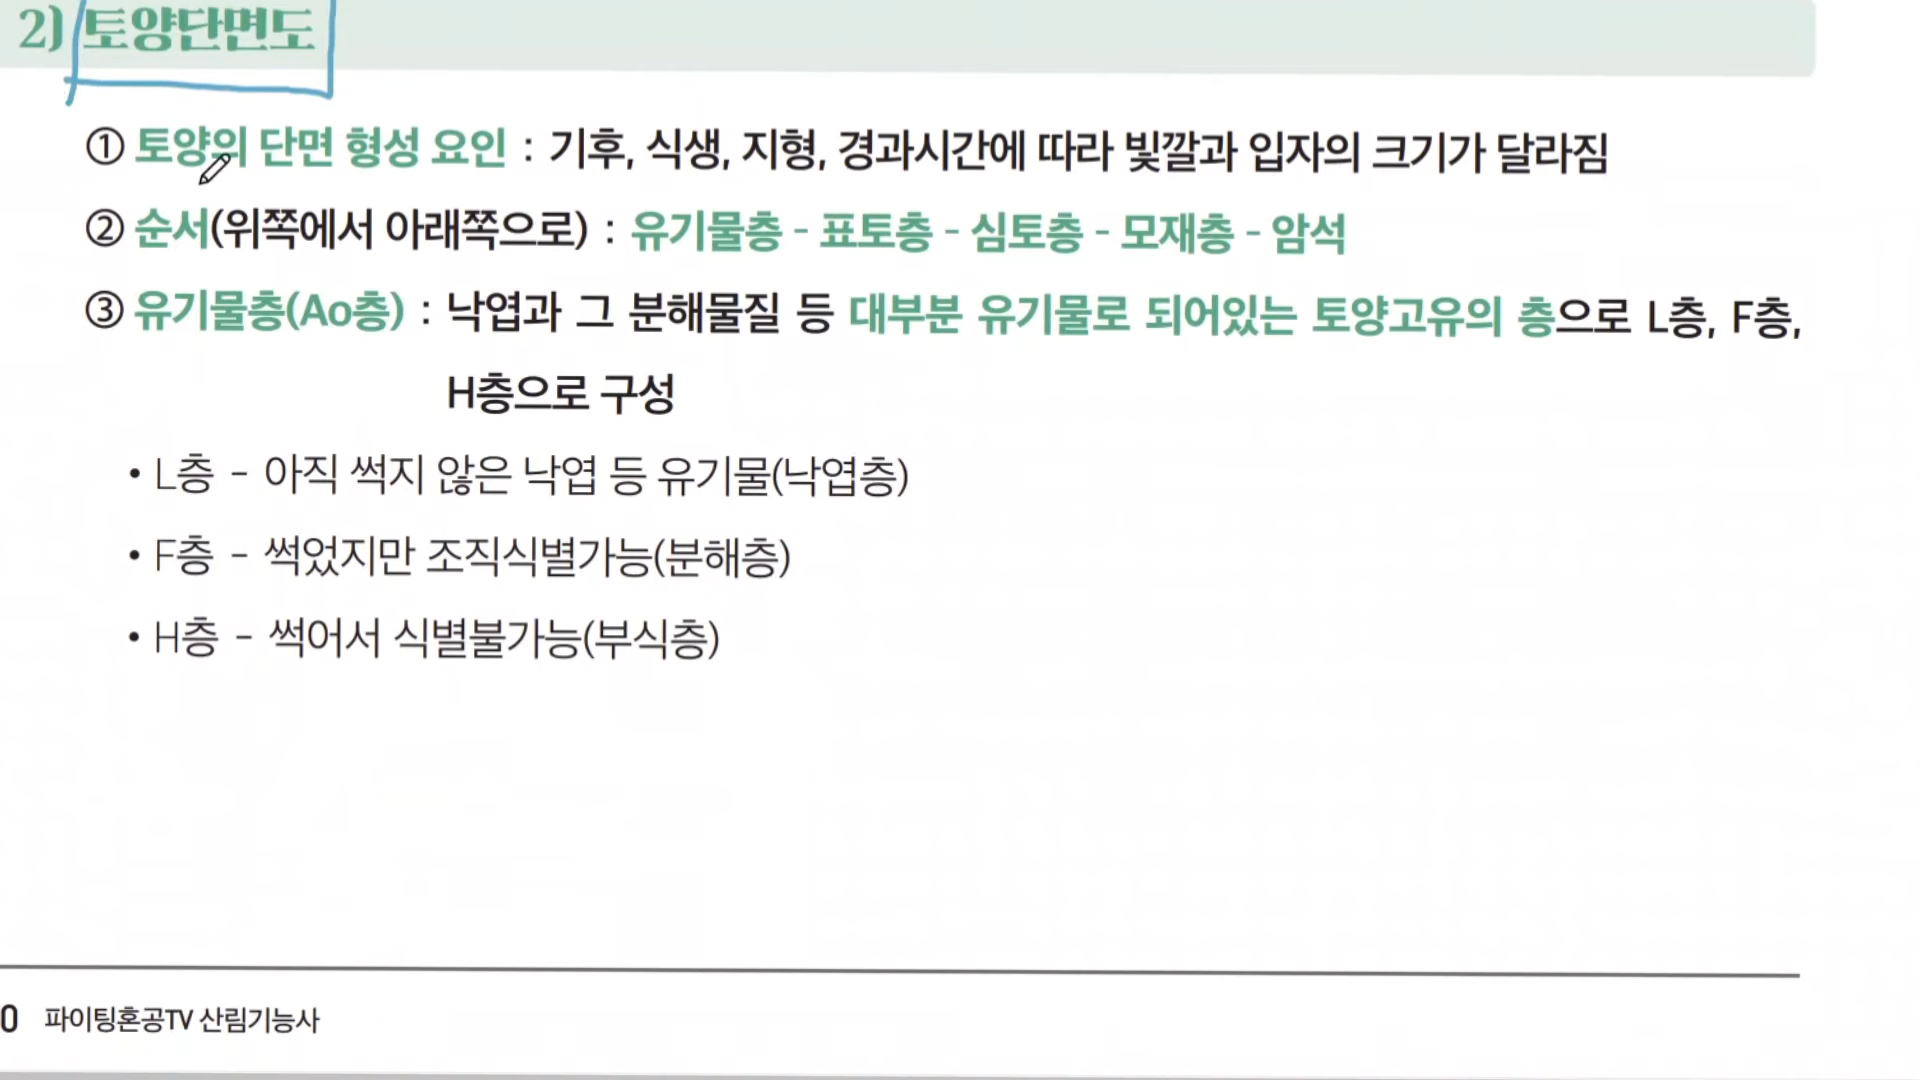 2) 토양단면도
① 토양의 단면 형성 요인 : 기후, 식생, 지형, 경과시간에 따라 빛깔과 입자의 크기가 달라짐
② 순서(위쪽에서 아래쪽으로) : 유기물층 - 표토층 - 심토층 - 모재층 - 암석
③ 유기물층(Ao층) : 낙엽과 그 분해물질 등 대부분 유기물로 되어있는 토양고유의 층으로 L층, F층,
H층으로 구성
• L층 - 아직 썩지 않은 낙엽 등 유기물(낙엽층)
• F층 - 썩었지만 조직식별가능(분해층)
• H층 - 썩어서 식별불가능(부식층)
0 파이팅혼공TV 산림기능사